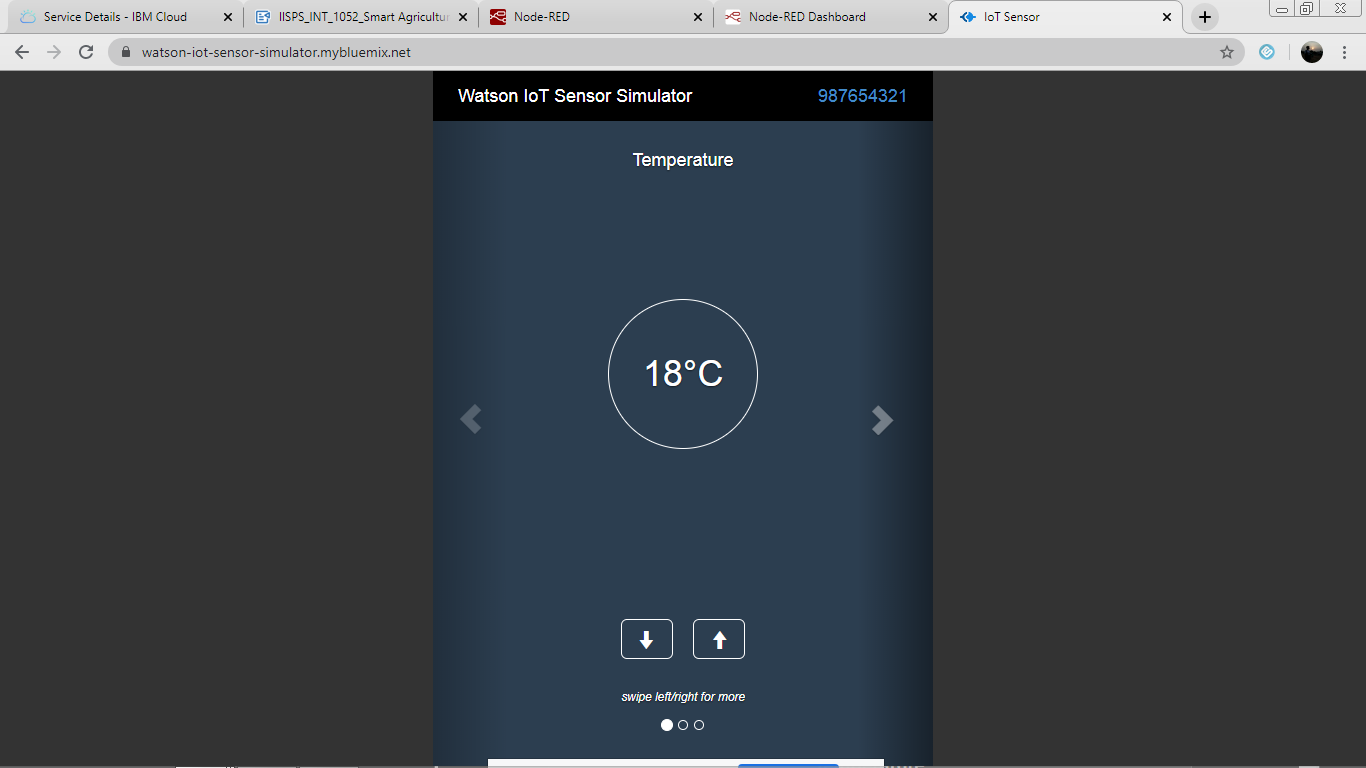 Service Details - IBM Cloud
IISPS_INT_1052_Smart Agricultur
Node-RED
Node-RED Dashboard
IoT Sensor
watson-iot-sensor-simulator.mybluemix.net
Watson IoT Sensor Simulator
987654321
Temperature
18°C
swipe left/right for more